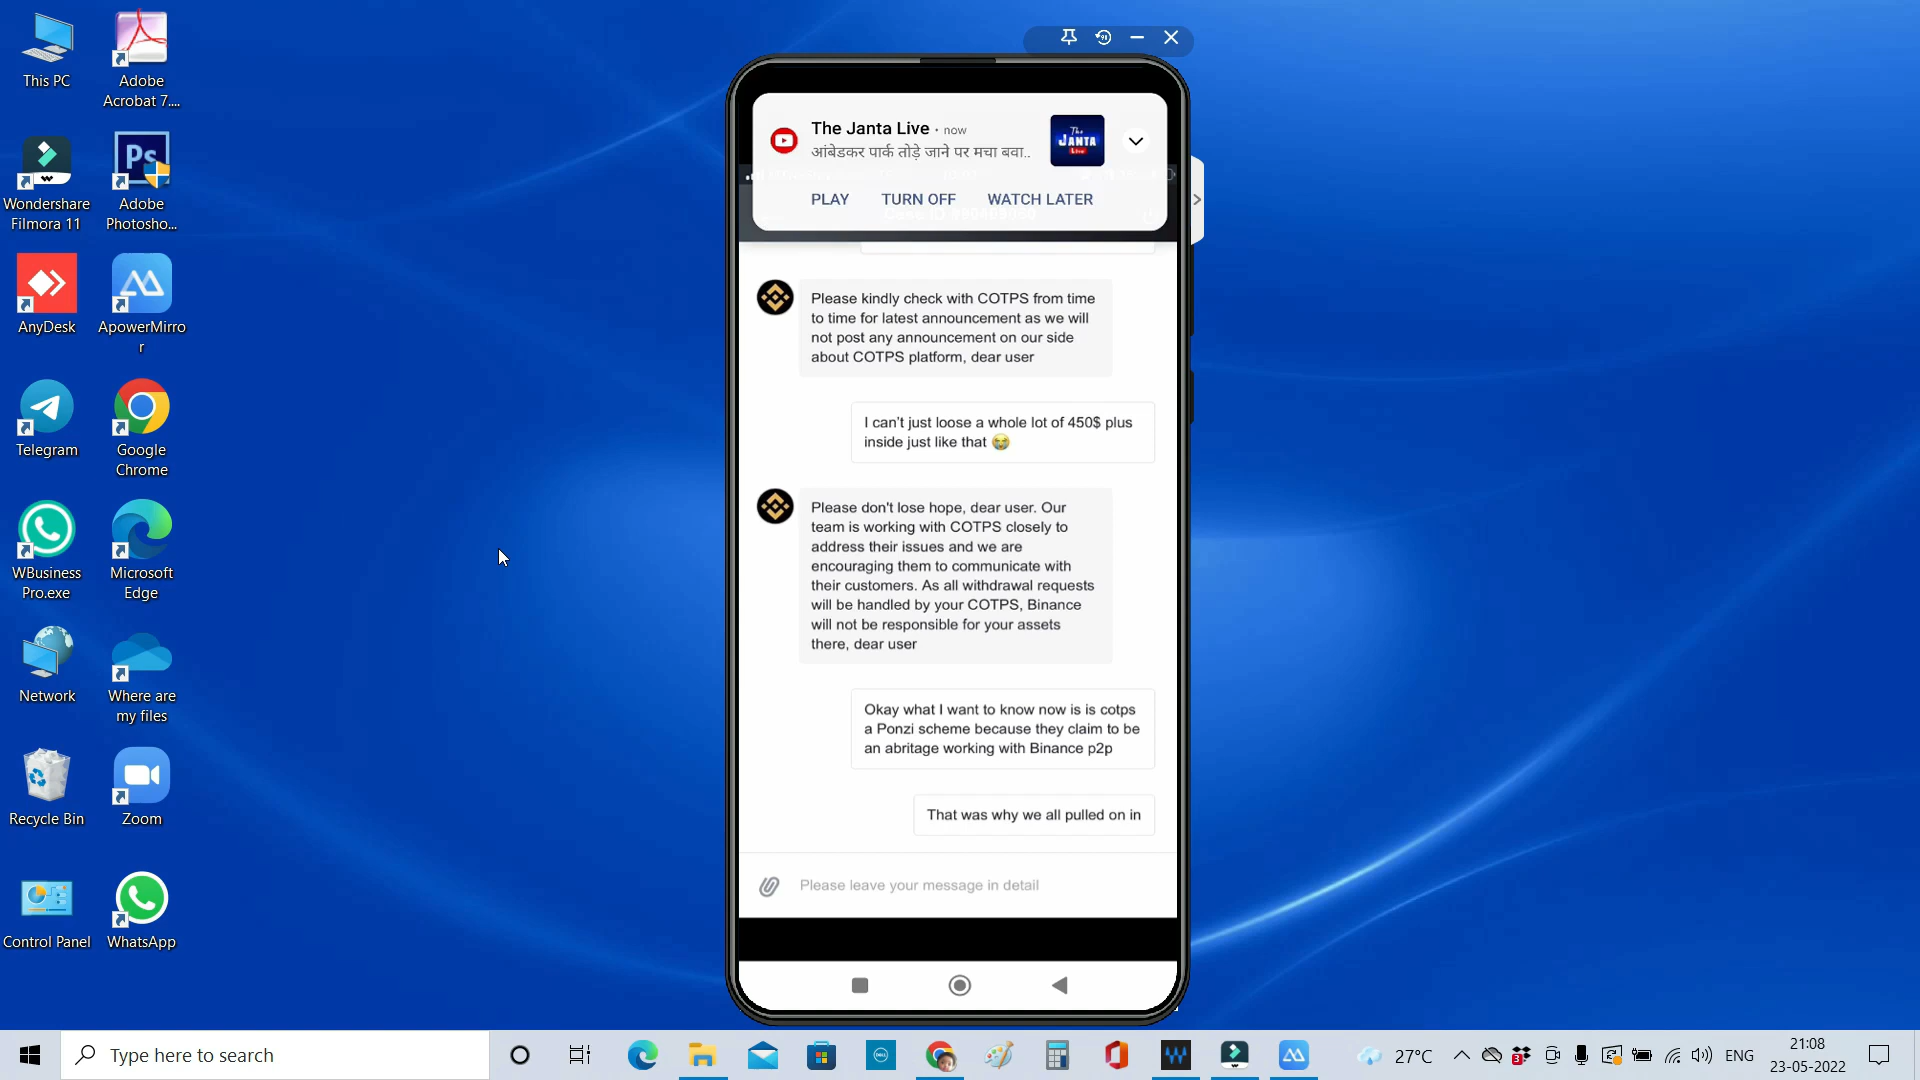 This PC
Adobe
Acrobat 7....
Wondershare
Filmora 11
Ps
Adobe
Photosho...
AnyDesk
ApowerMirro
r
Telegram
Google
Chrome
WBusiness
Pro.exe
Microsoft
Edge
Network
Where are
my files
Recycle Bin
Zoom
Control Panel
WhatsApp
The Janta Live · now
आंबेडकर पार्क तोड़े जाने पर मचा बवा..
The
JANTA
Live
PLAY
TURN OFF
WATCH LATER
Please kindly check with COTPS from time
to time for latest announcement as we will
not post any announcement on our side
about COTPS platform, dear user
I can't just loose a whole lot of 450$ plus
inside just like that 😭
Please don't lose hope, dear user. Our
team is working with COTPS closely to
address their issues and we are
encouraging them to communicate with
their customers. As all withdrawal requests
will be handled by your COTPS, Binance
will not be responsible for your assets
there, dear user
Okay what I want to know now is is cotps
a Ponzi scheme because they claim to be
an abritage working with Binance p2p
That was why we all pulled on in
Please leave your message in detail
Type here to search
27°C
3
ENG
21:08
23-05-2022